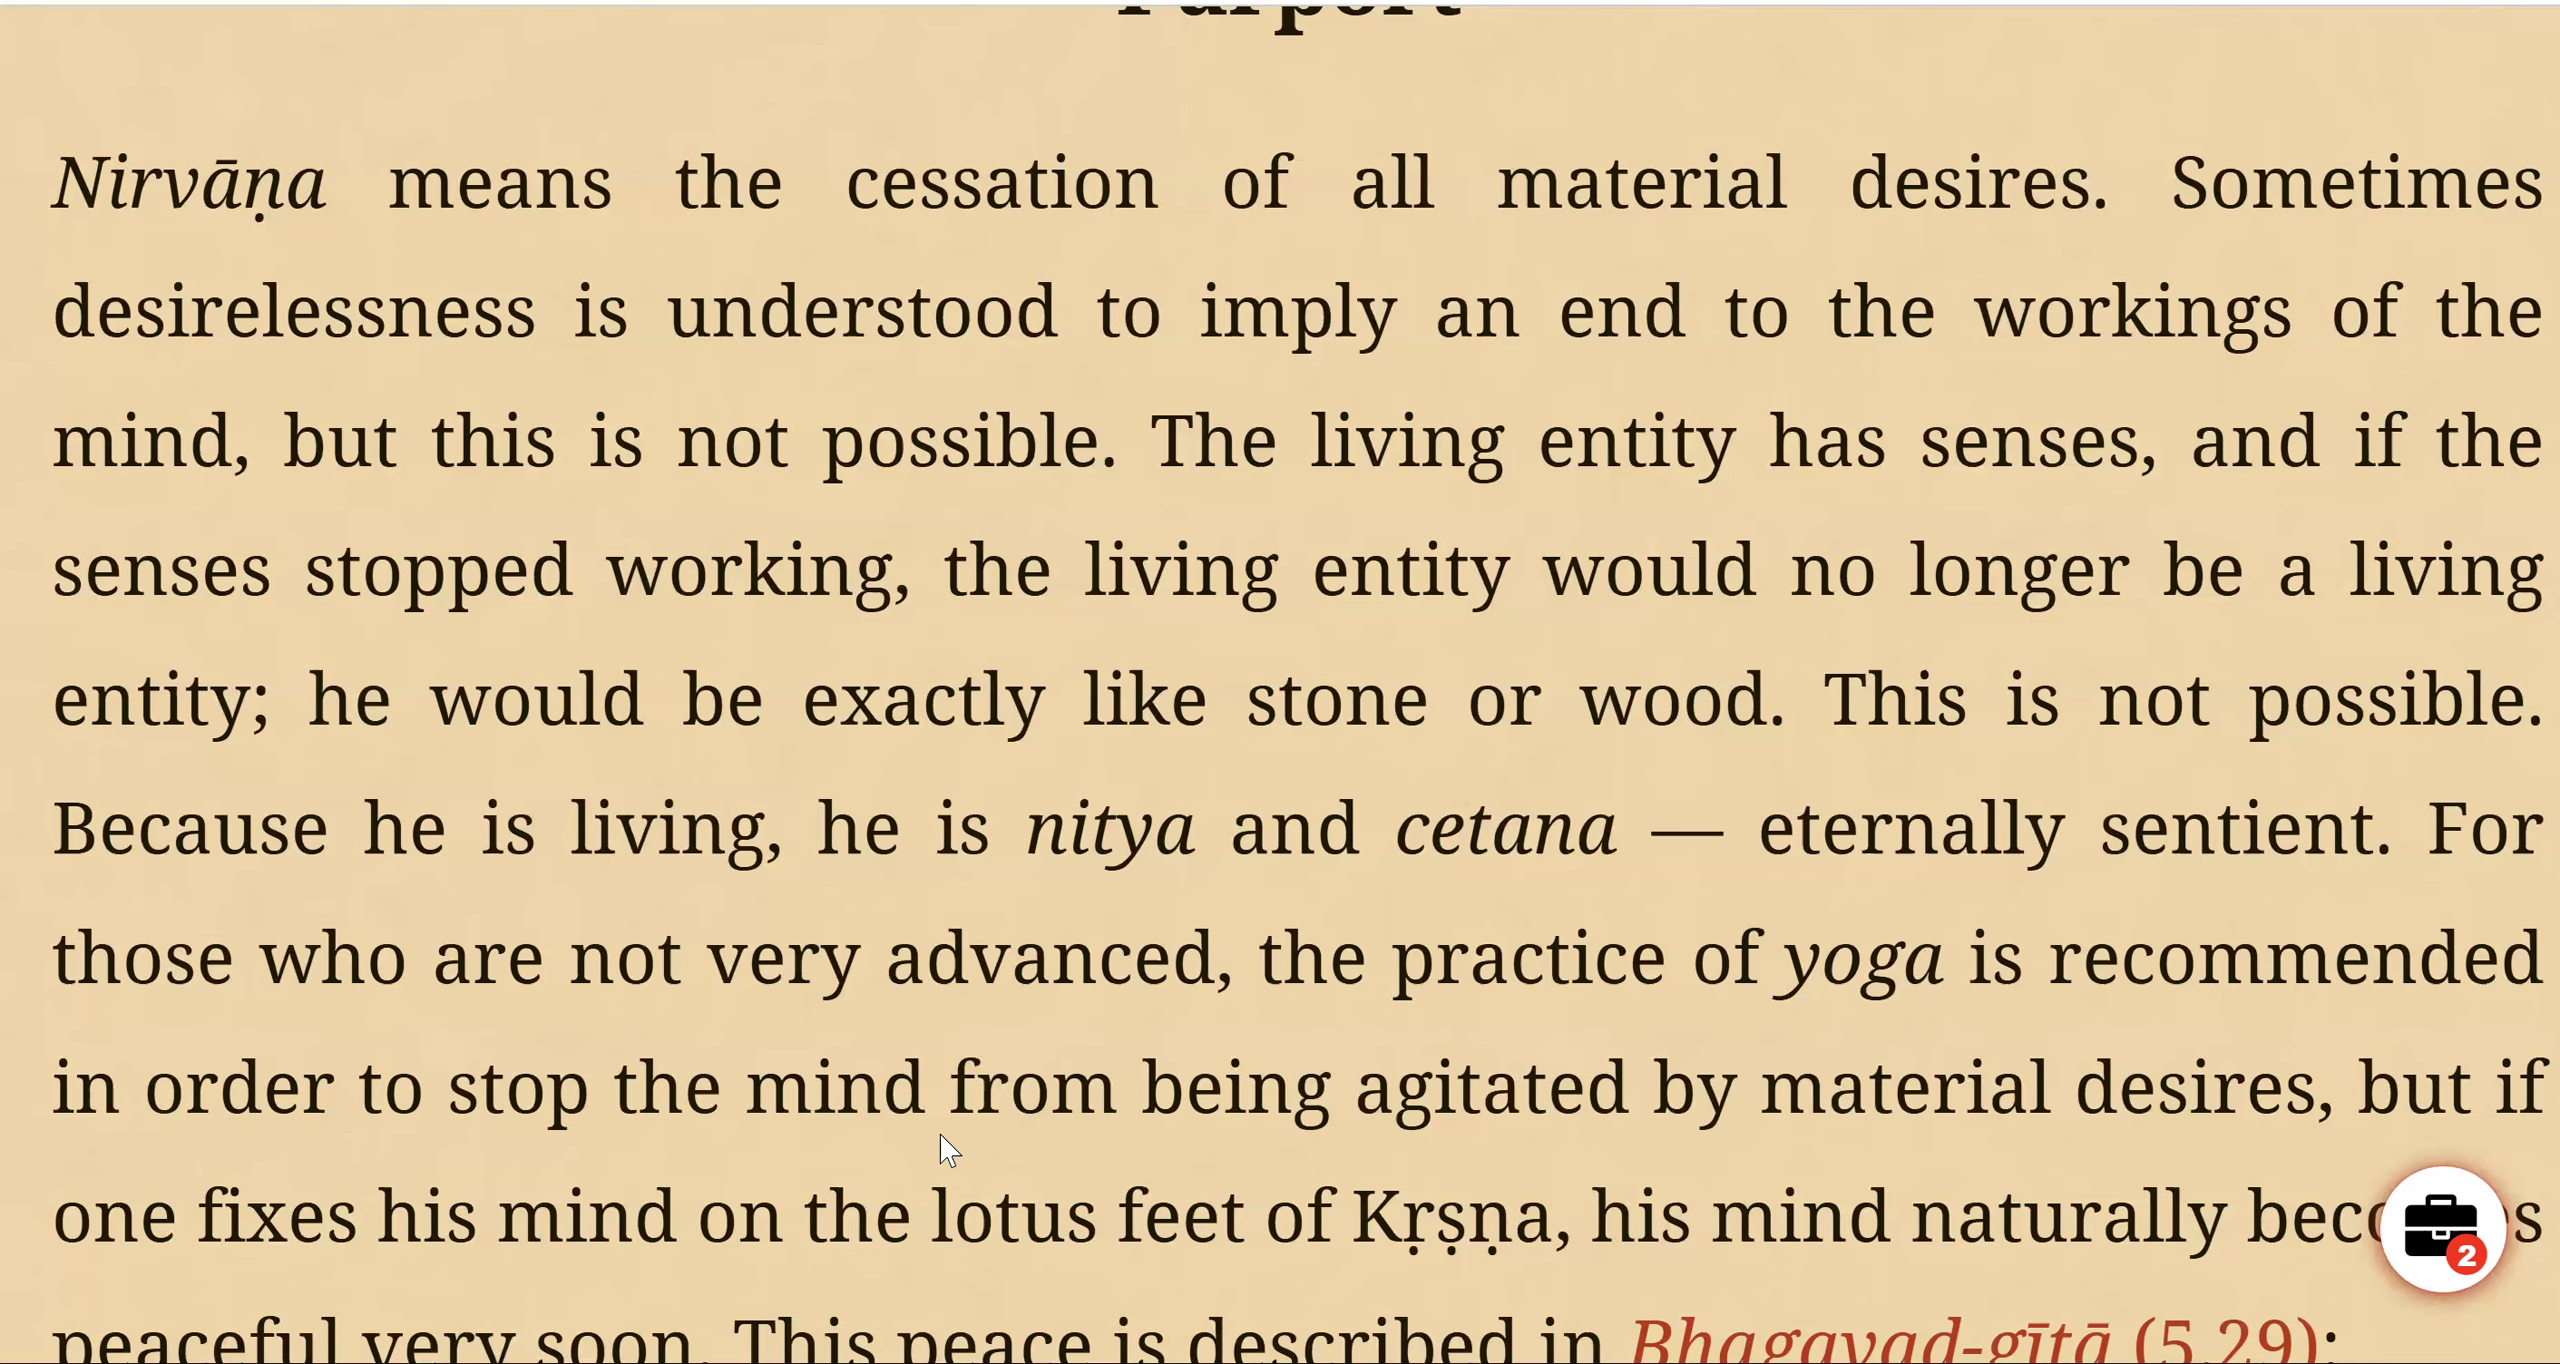 Purport
Nirvāṇa means the cessation of all material desires. Sometimes
desirelessness is understood to imply an end to the workings of the
mind, but this is not possible. The living entity has senses, and if the
senses stopped working, the living entity would no longer be a living
entity; he would be exactly like stone or wood. This is not possible.
Because he is living, he is nitya and cetana — eternally sentient. For
those who are not very advanced, the practice of yoga is recommended
in order to stop the mind from being agitated by material desires, but if
one fixes his mind on the lotus feet of Kṛṣṇa, his mind naturally becomes
2
peaceful very soon. This peace is described in Bhagavad-gītā (5.29):